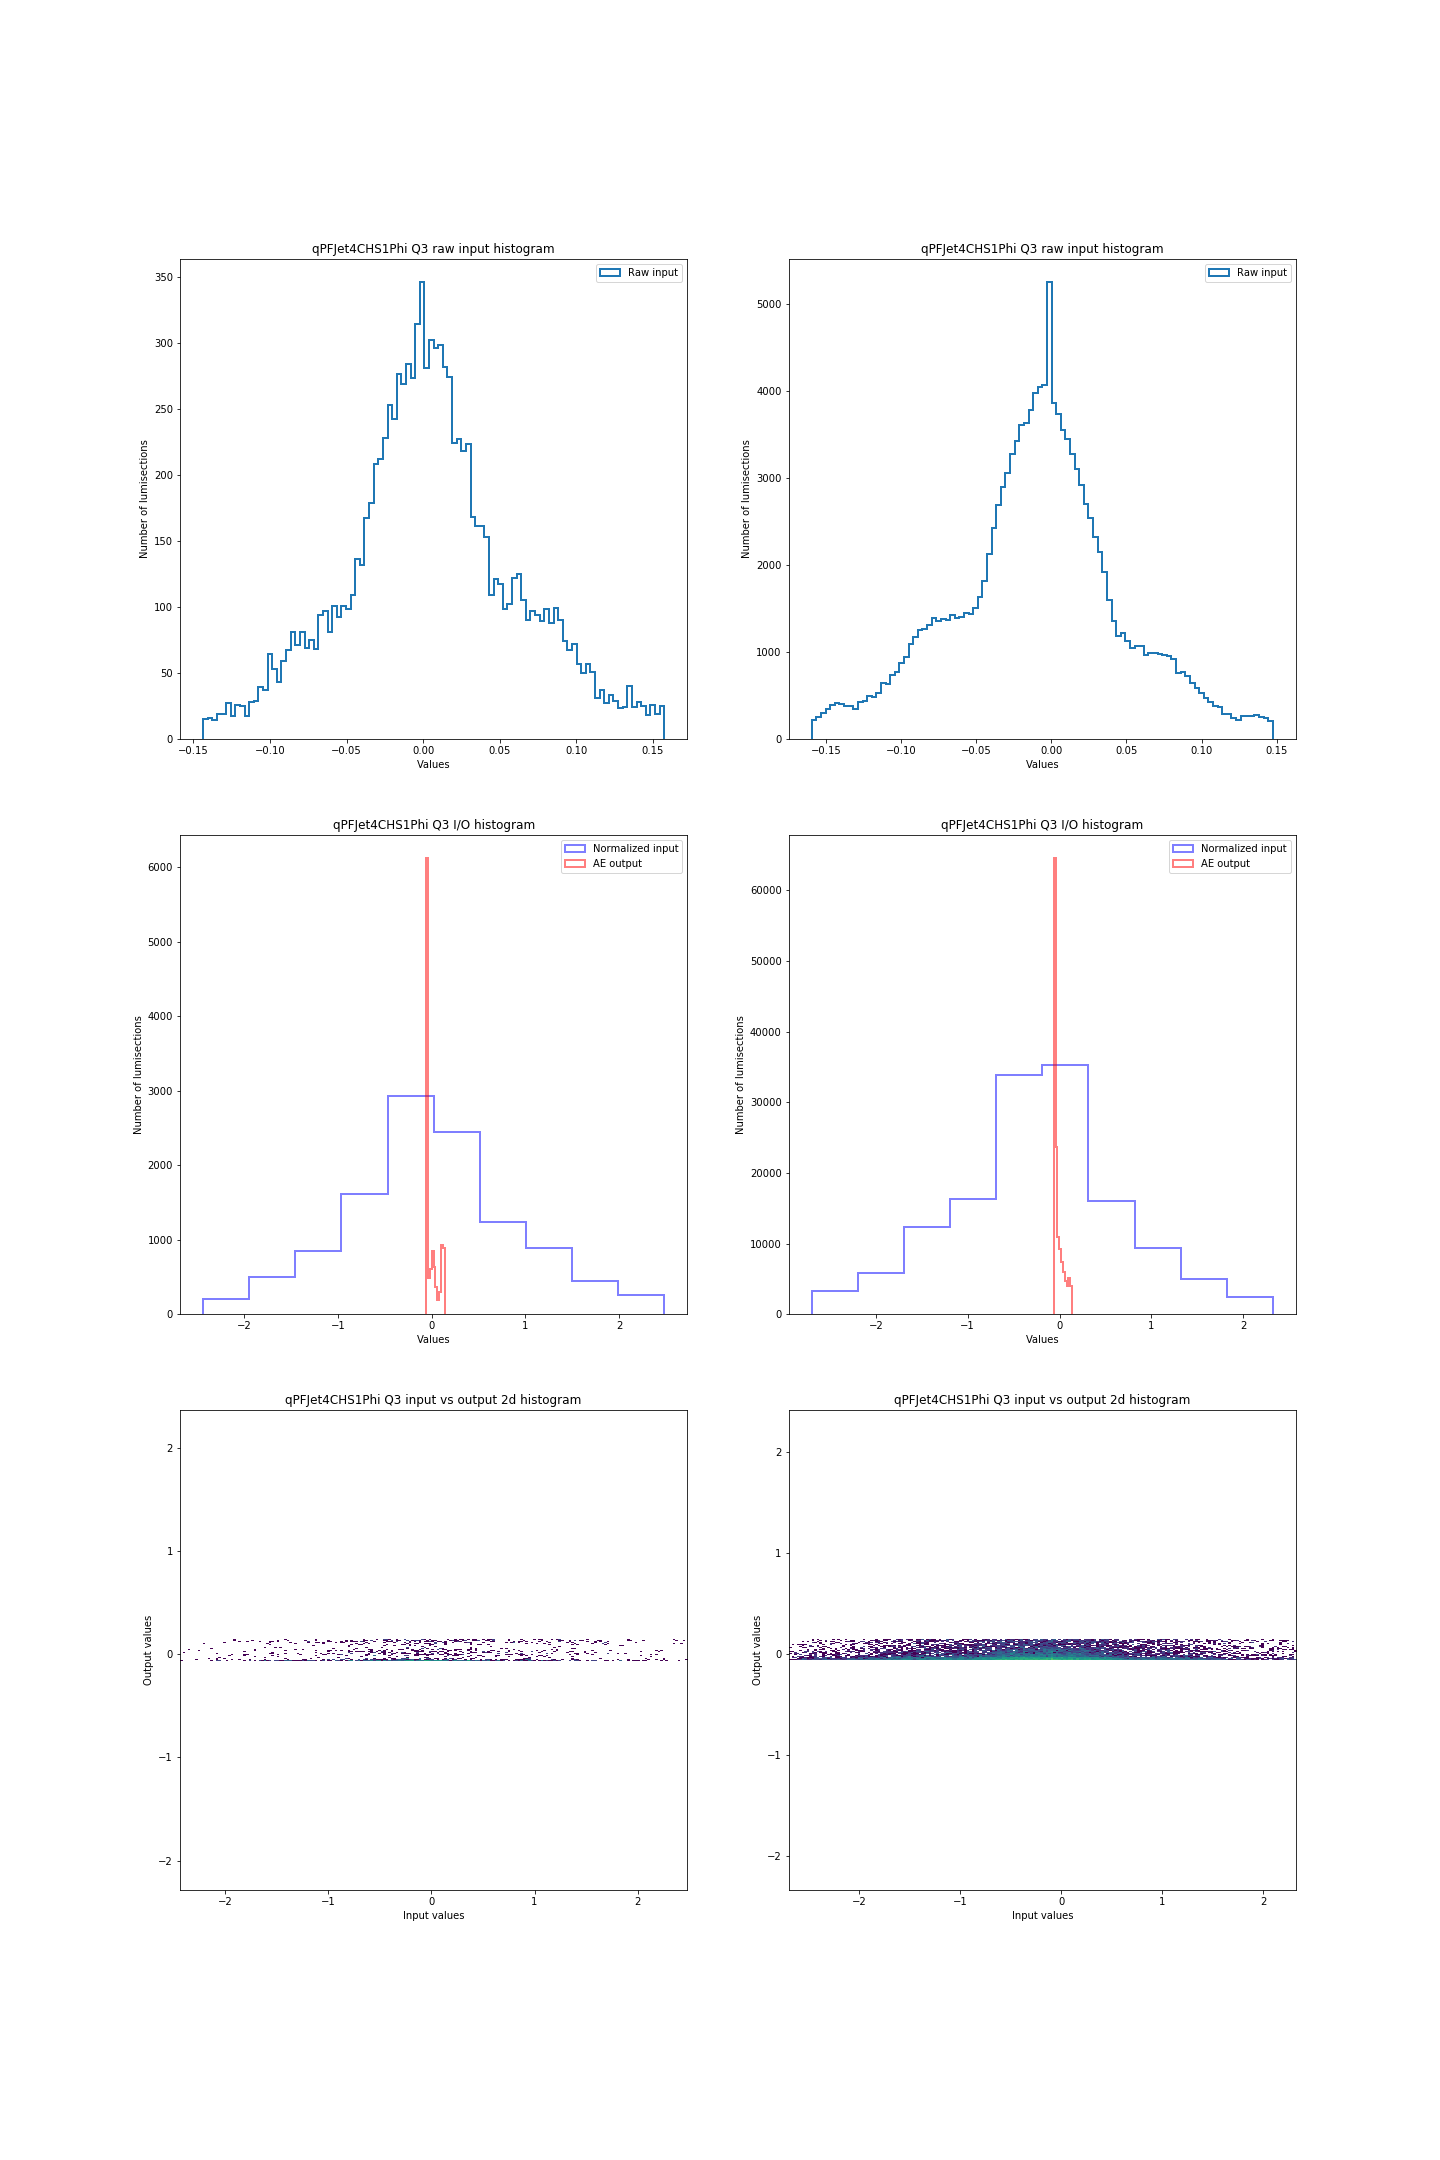 qPFJet4CHS1Phi Q3 raw input histogram
Raw input
350
300
250
200
150
100
50
0
Number of lumisections
−0.15 −0.10 −0.05 0.00 0.05 0.10 0.15
Values
qPFJet4CHS1Phi Q3 raw input histogram
Raw input
5000
4000
3000
2000
1000
0
Number of lumisections
−0.15 −0.10 −0.05 0.00 0.05 0.10 0.15
Values
qPFJet4CHS1Phi Q3 I/O histogram
Normalized input
AE output
6000
5000
4000
3000
2000
1000
0
Number of lumisections
−2 −1 0 1 2
Values
qPFJet4CHS1Phi Q3 I/O histogram
Normalized input
AE output
60000
50000
40000
30000
20000
10000
0
Number of lumisections
−2 −1 0 1 2
Values
qPFJet4CHS1Phi Q3 input vs output 2d histogram
2
1
0
−1
−2
Output values
−2 −1 0 1 2
Input values
qPFJet4CHS1Phi Q3 input vs output 2d histogram
2
1
0
−1
−2
Output values
−2 −1 0 1 2
Input values